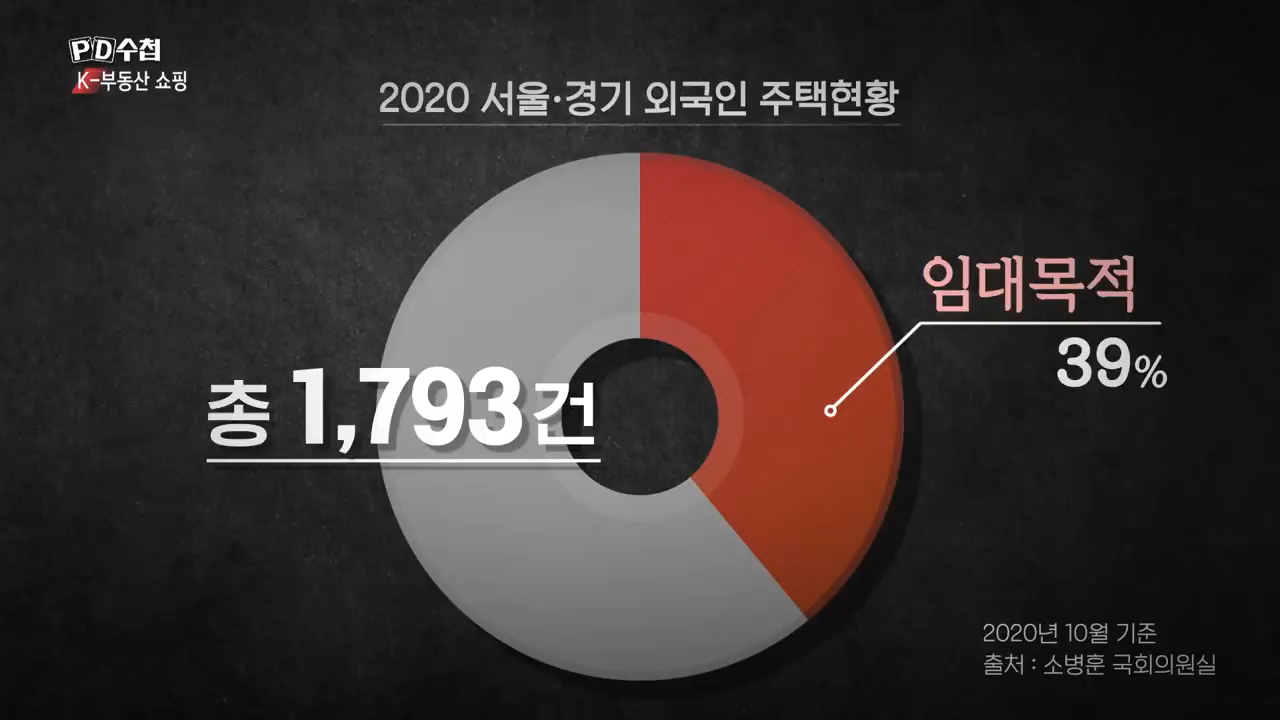 PD수첩
K-부동산 쇼핑
2020 서울·경기 외국인 주택현황
임대목적
39%
총 1,793건
2020년 10월 기준
출처 : 소병훈 국회의원실